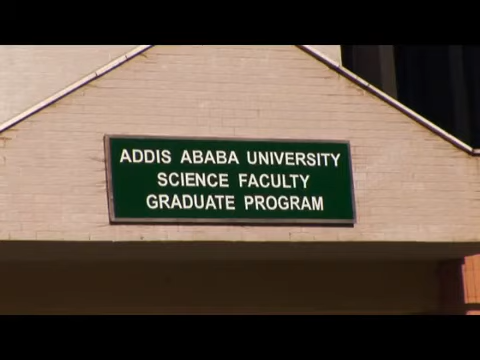 ADDIS ABABA UNIVERSITY
SCIENCE FACULTY
GRADUATE PROGRAM